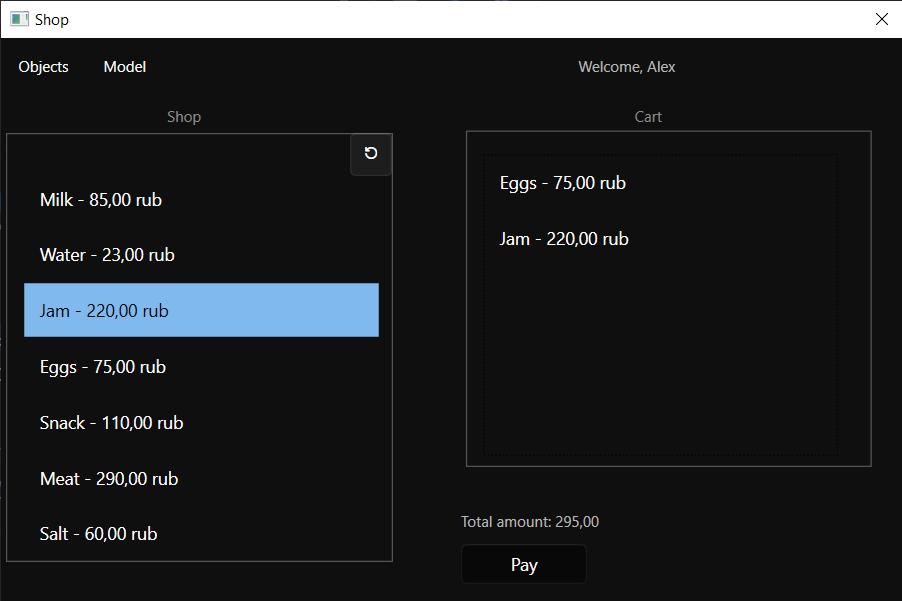 Shop
Objects
Model
Welcome, Alex
Shop
Milk - 85,00 rub
Water - 23,00 rub
Jam - 220,00 rub
Eggs - 75,00 rub
Snack - 110,00 rub
Meat - 290,00 rub
Salt - 60,00 rub
Cart
Eggs - 75,00 rub
Jam - 220,00 rub
Total amount: 295,00
Pay